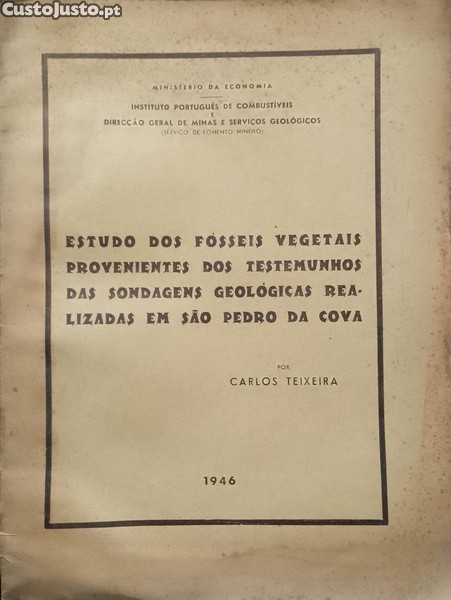 CustoJusto.pt
MINISTÉRIO DA ECONOMIA
INSTITUTO PORTUGUÊS DE COMBUSTÍVEIS
E
DIRECÇÃO GERAL DE MINAS E SERVIÇOS GEOLÓGICOS
(SERVIÇO DE FOMENTO MINEIRO)
ESTUDO DOS FÓSSEIS VEGETAIS
PROVENIENTES DOS TESTEMUNHOS
DAS SONDAGENS GEOLÓGICAS REA-
LIZADAS EM SÃO PEDRO DA COVA
POR
CARLOS TEIXEIRA
1946